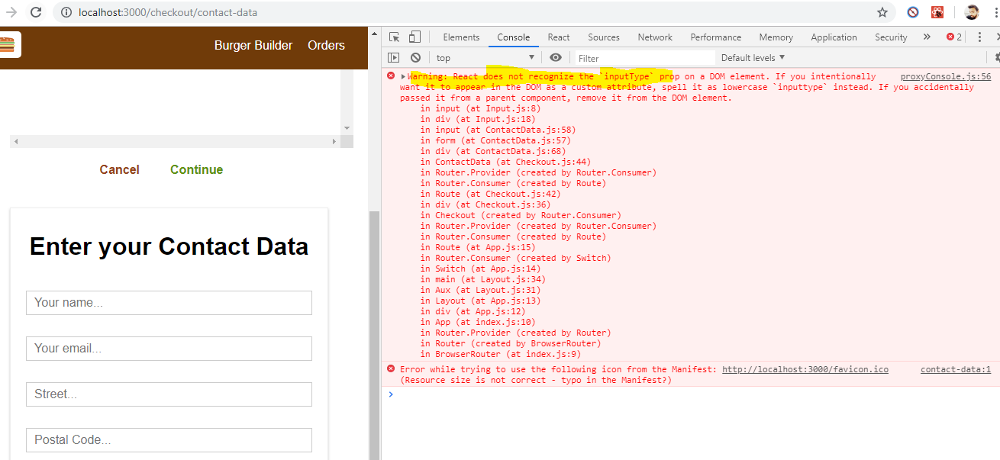 localhost:3000/checkout/contact-data
Burger Builder Orders
Cancel Continue
Enter your Contact Data
Your name...
Your email...
Street...
Postal Code...
Elements Console React Sources Network Performance Memory Application Security » 2
top Filter Default levels
Warning: React does not recognize the `inputType` prop on a DOM element. If you intentionally proxyConsole.js:56
want it to appear in the DOM as a custom attribute, spell it as lowercase `inputtype` instead. If you accidentally
passed it from a parent component, remove it from the DOM element.
in input (at Input.js:8)
in div (at Input.js:18)
in input (at ContactData.js:58)
in form (at ContactData.js:57)
in div (at ContactData.js:68)
in ContactData (at Checkout.js:44)
in Router.Provider (created by Router.Consumer)
in Router.Consumer (created by Route)
in Route (at Checkout.js:42)
in div (at Checkout.js:36)
in Checkout (created by Router.Consumer)
in Router.Provider (created by Router.Consumer)
in Router.Consumer (created by Route)
in Route (at App.js:15)
in Router.Consumer (created by Switch)
in Switch (at App.js:14)
in main (at Layout.js:34)
in Aux (at Layout.js:31)
in Layout (at App.js:13)
in div (at App.js:12)
in App (at index.js:10)
in Router.Provider (created by Router)
in Router (created by BrowserRouter)
in BrowserRouter (at index.js:9)
Error while trying to use the following icon from the Manifest: http://localhost:3000/favicon.ico contact-data:1
(Resource size is not correct - typo in the Manifest?)